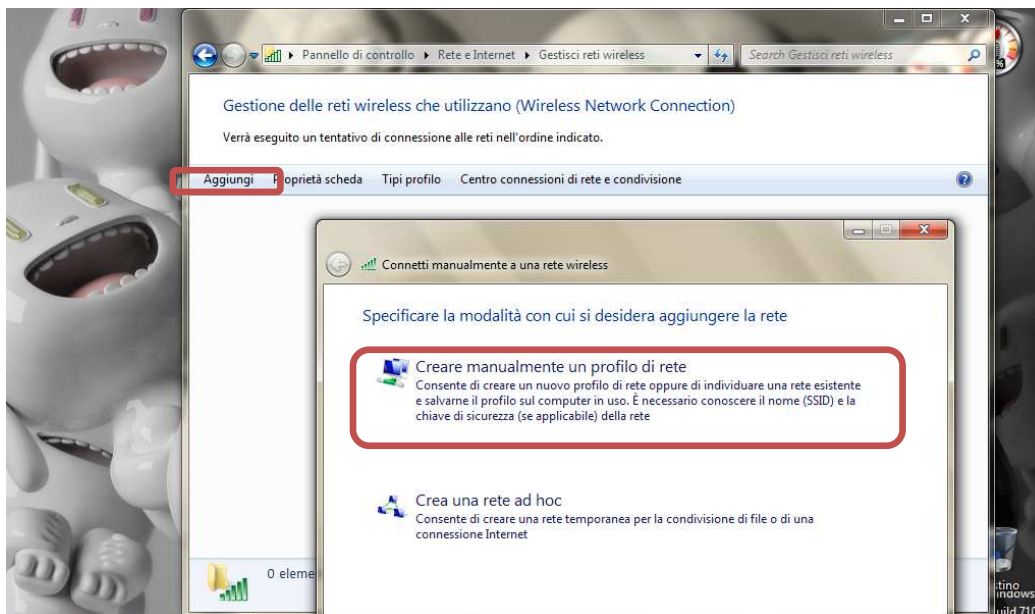 Pannello di controllo Rete e Internet Gestisci reti wireless Search Gestisci reti wireless
Gestione delle reti wireless che utilizzano (Wireless Network Connection)
Verrà eseguito un tentativo di connessione alle reti nell'ordine indicato.
Aggiungi Proprietà scheda Tipi profilo Centro connessioni di rete e condivisione
Connetti manualmente a una rete wireless
Specificare la modalità con cui si desidera aggiungere la rete
Creare manualmente un profilo di rete
Consente di creare un nuovo profilo di rete oppure di individuare una rete esistente
e salvarne il profilo sul computer in uso. È necessario conoscere il nome (SSID) e la
chiave di sicurezza (se applicabile) della rete
Crea una rete ad hoc
Consente di creare una rete temporanea per la condivisione di file o di una
connessione Internet
0 eleme